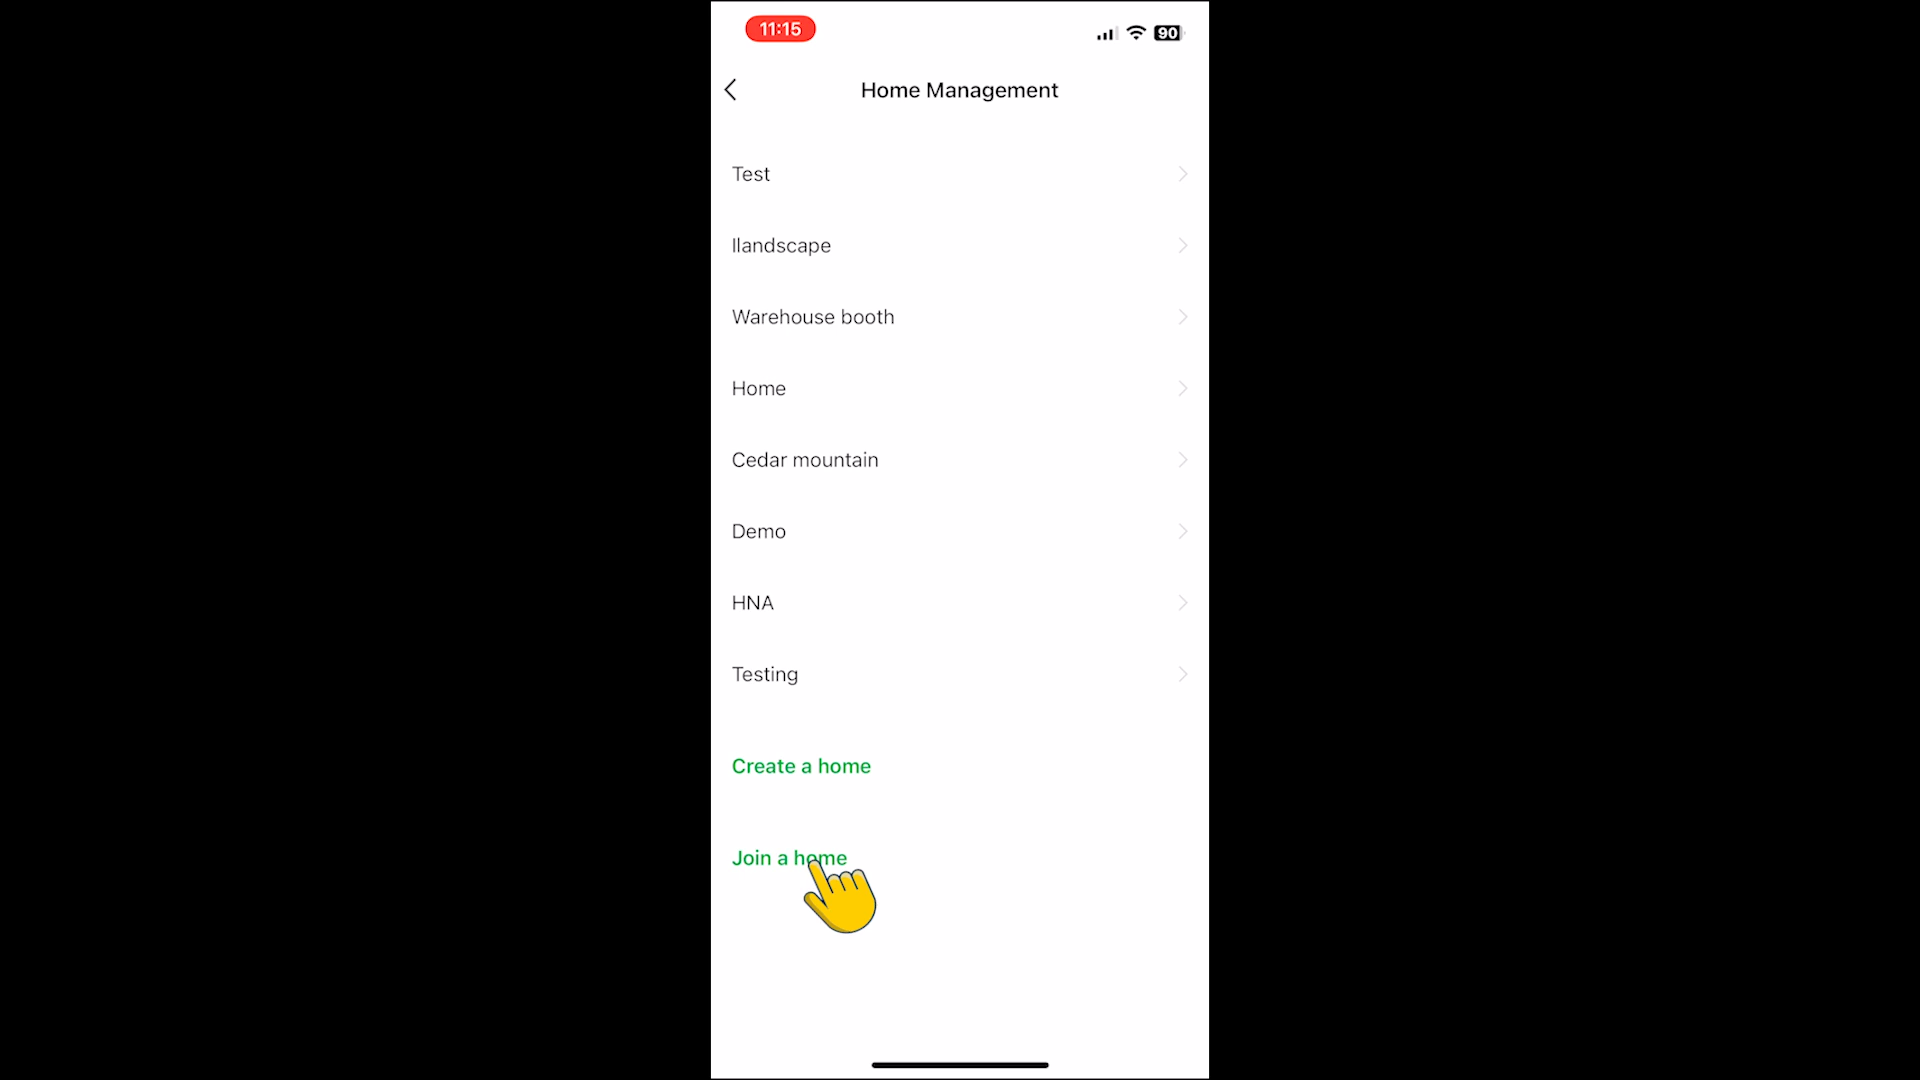 11:15
90
Home Management
Test
llandscape
Warehouse booth
Home
Cedar mountain
Demo
HNA
Testing
Create a home
Join a home